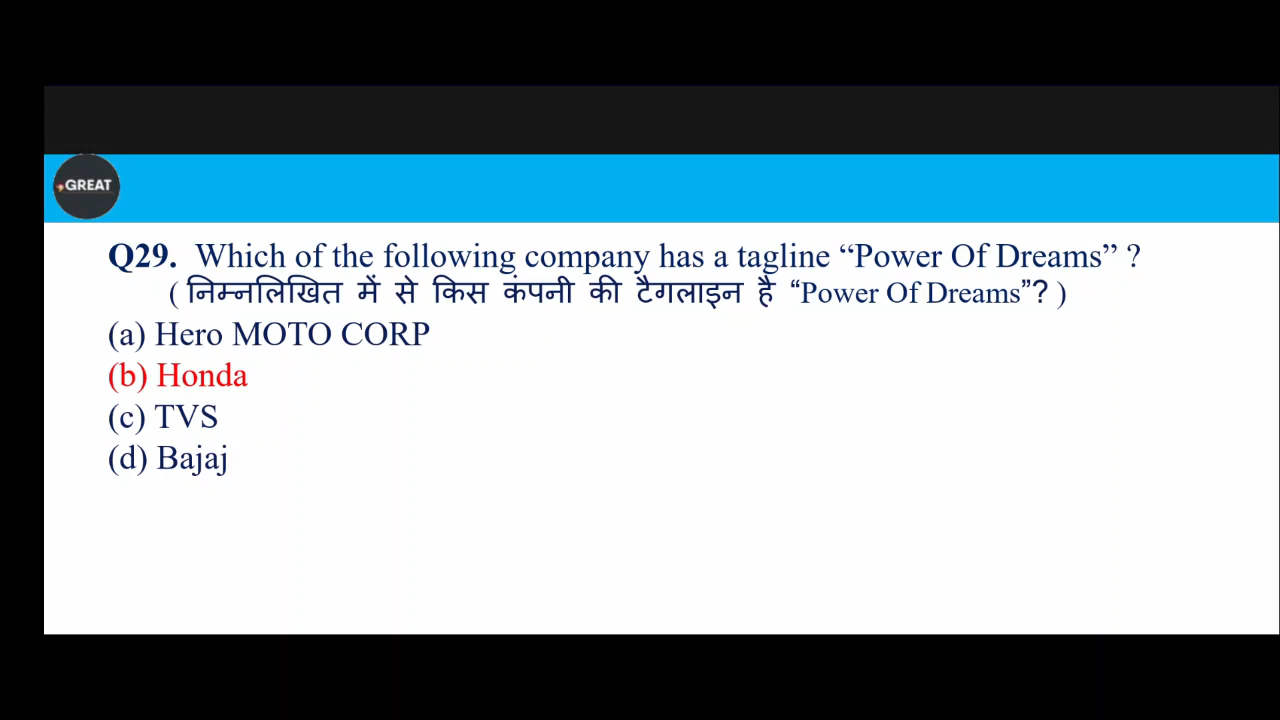 GREAT
Q29. Which of the following company has a tagline “Power Of Dreams” ?
( निम्नलिखित में से किस कंपनी की टैगलाइन है “Power Of Dreams”? )
(a) Hero MOTO CORP
(b) Honda
(c) TVS
(d) Bajaj